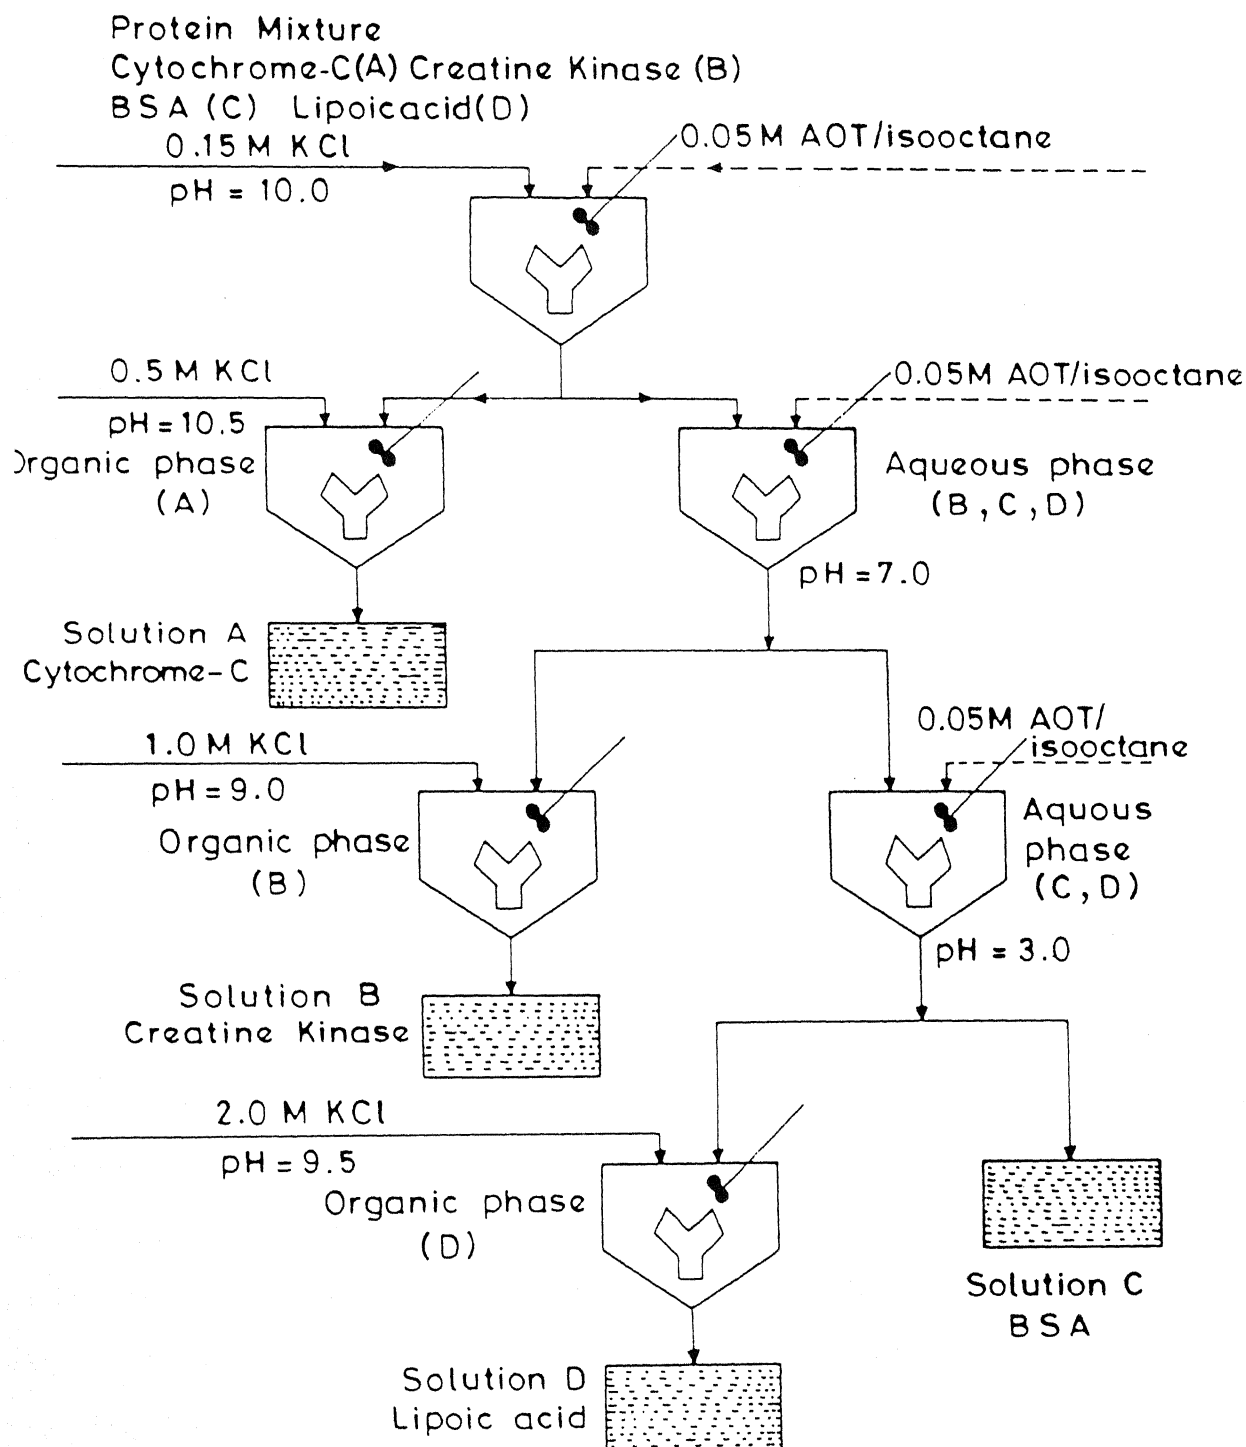 Protein Mixture
Cytochrome-C(A) Creatine Kinase (B)
BSA (C) Lipoicacid(D)
0.15 M KCl
pH = 10.0
0.05M AOT/isooctane
0.5 M KCl
pH = 10.5
Organic phase
(A)
0.05M AOT/isooctane
Aqueous phase
(B, C, D)
pH = 7.0
Solution A
Cytochrome-C
1.0 M KCl
pH = 9.0
Organic phase
(B)
0.05M AOT/
isooctane
Aquous
phase
(C, D)
pH = 3.0
Solution B
Creatine Kinase
2.0 M KCl
pH = 9.5
Organic phase
(D)
Solution C
BSA
Solution D
Lipoic acid